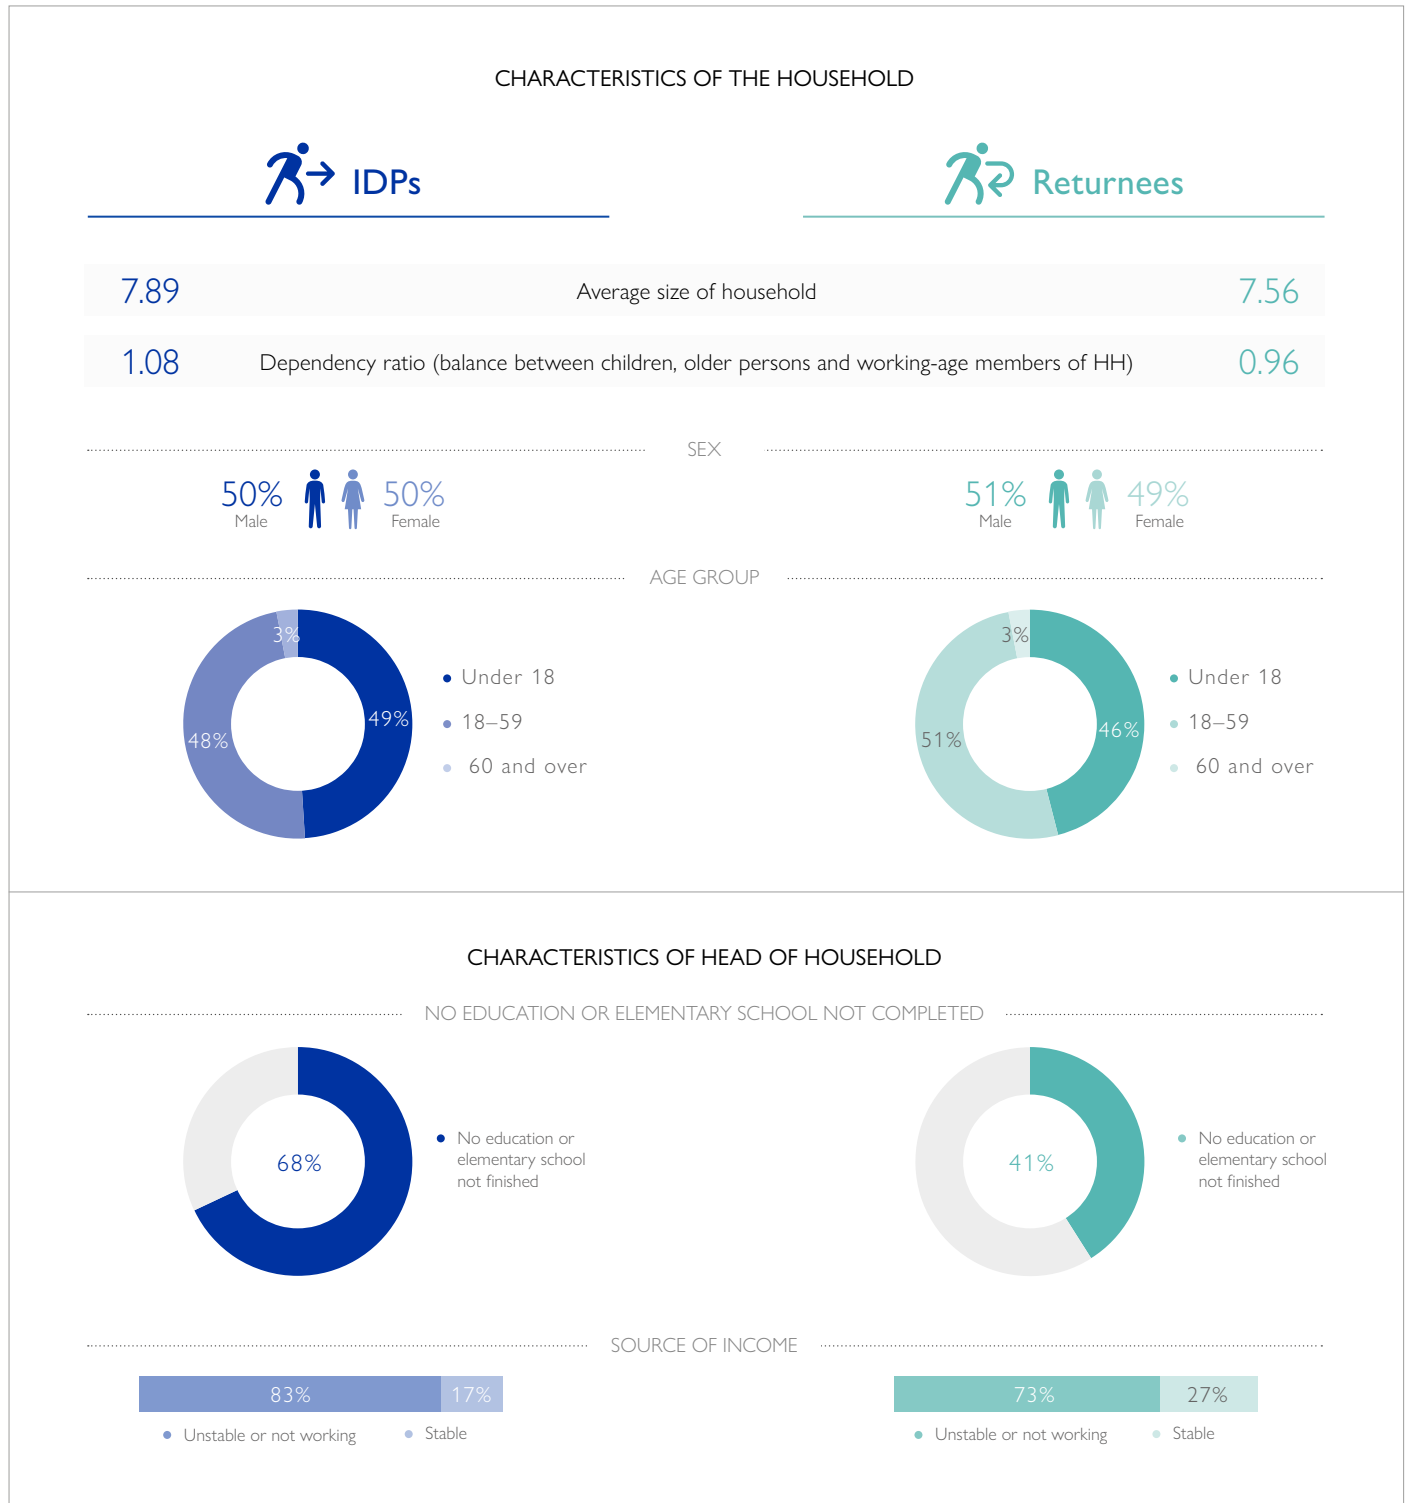 CHARACTERISTICS OF THE HOUSEHOLD
IDPs
Returnees
7.89
Average size of household
7.56
1.08
Dependency ratio (balance between children, older persons and working-age members of HH)
0.96
SEX
50%
Male
50%
Female
51%
Male
49%
Female
AGE GROUP
3%
49%
48%
Under 18
18–59
60 and over
3%
46%
51%
Under 18
18–59
60 and over
CHARACTERISTICS OF HEAD OF HOUSEHOLD
NO EDUCATION OR ELEMENTARY SCHOOL NOT COMPLETED
68%
No education or
elementary school
not finished
41%
No education or
elementary school
not finished
SOURCE OF INCOME
83%
17%
Unstable or not working
Stable
73%
27%
Unstable or not working
Stable